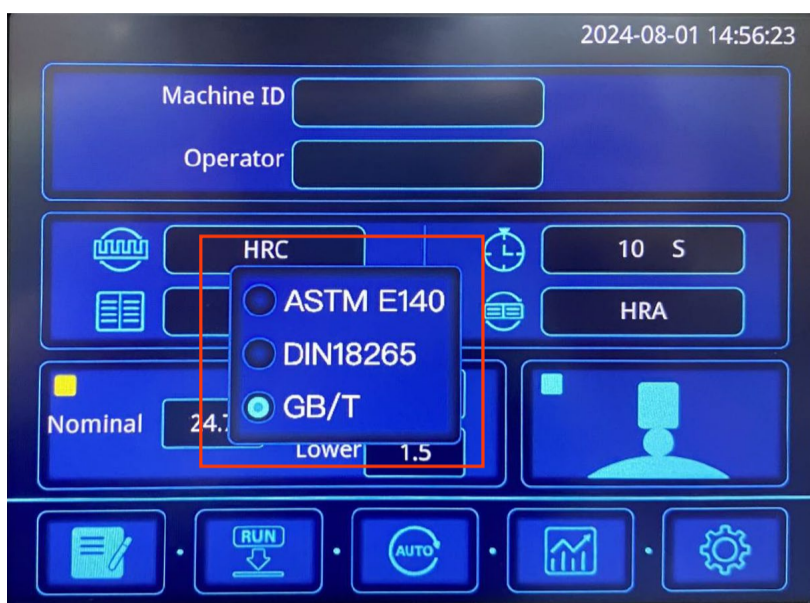 2024-08-01 14:56:23
Machine ID
Operator
HRC
10 S
ASTM E140
HRA
DIN18265
GB/T
Nominal
Lower
1.5
RUN
AUTO